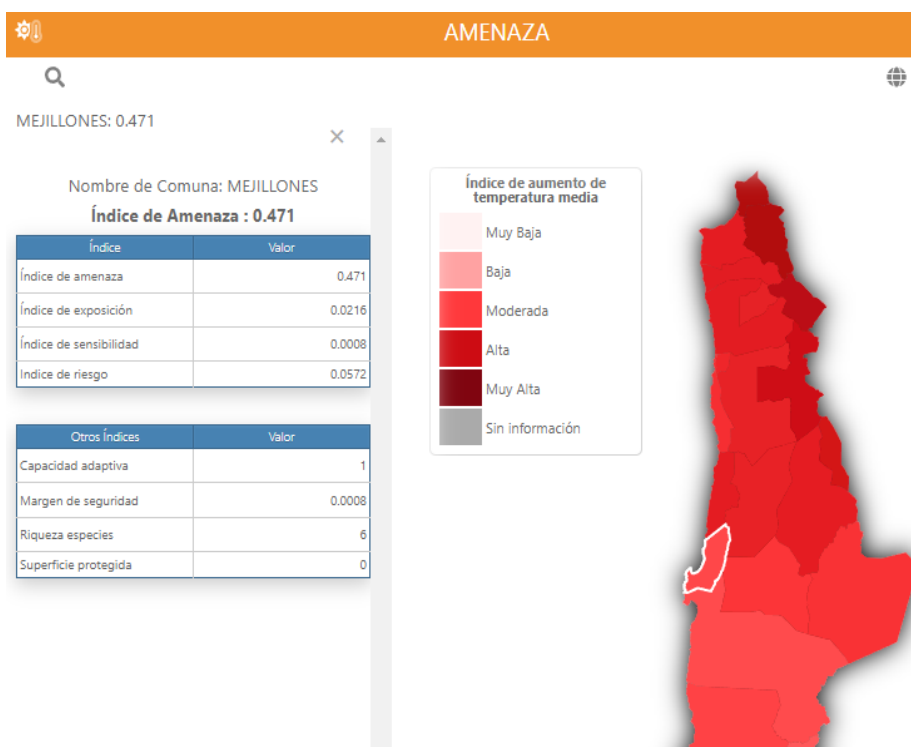 AMENAZA
MEJILLONES: 0.471
×
Nombre de Comuna: MEJILLONES
Índice de Amenaza : 0.471
Índice Valor
Índice de amenaza 0.471
Índice de exposición 0.0216
Índice de sensibilidad 0.0008
Indice de riesgo 0.0572
Otros Índices Valor
Capacidad adaptiva 1
Margen de seguridad 0.0008
Riqueza especies 6
Superficie protegida 0
Índice de aumento de
temperatura media
Muy Baja
Baja
Moderada
Alta
Muy Alta
Sin información